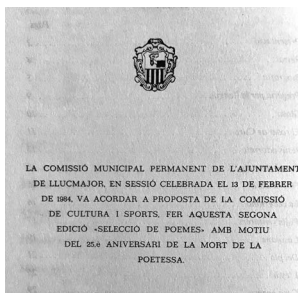 LA COMISSIÓ MUNICIPAL PERMANENT DE L'AJUNTAMENT
DE LLUCMAJOR, EN SESSIÓ CELEBRADA EL 13 DE FEBRER
DE 1984, VA ACORDAR A PROPOSTA DE LA COMISSIÓ
DE CULTURA I SPORTS, FER AQUESTA SEGONA
EDICIÓ «SELECCIÓ DE POEMES» AMB MOTIU
DEL 25.è ANIVERSARI DE LA MORT DE LA
POETESSA.